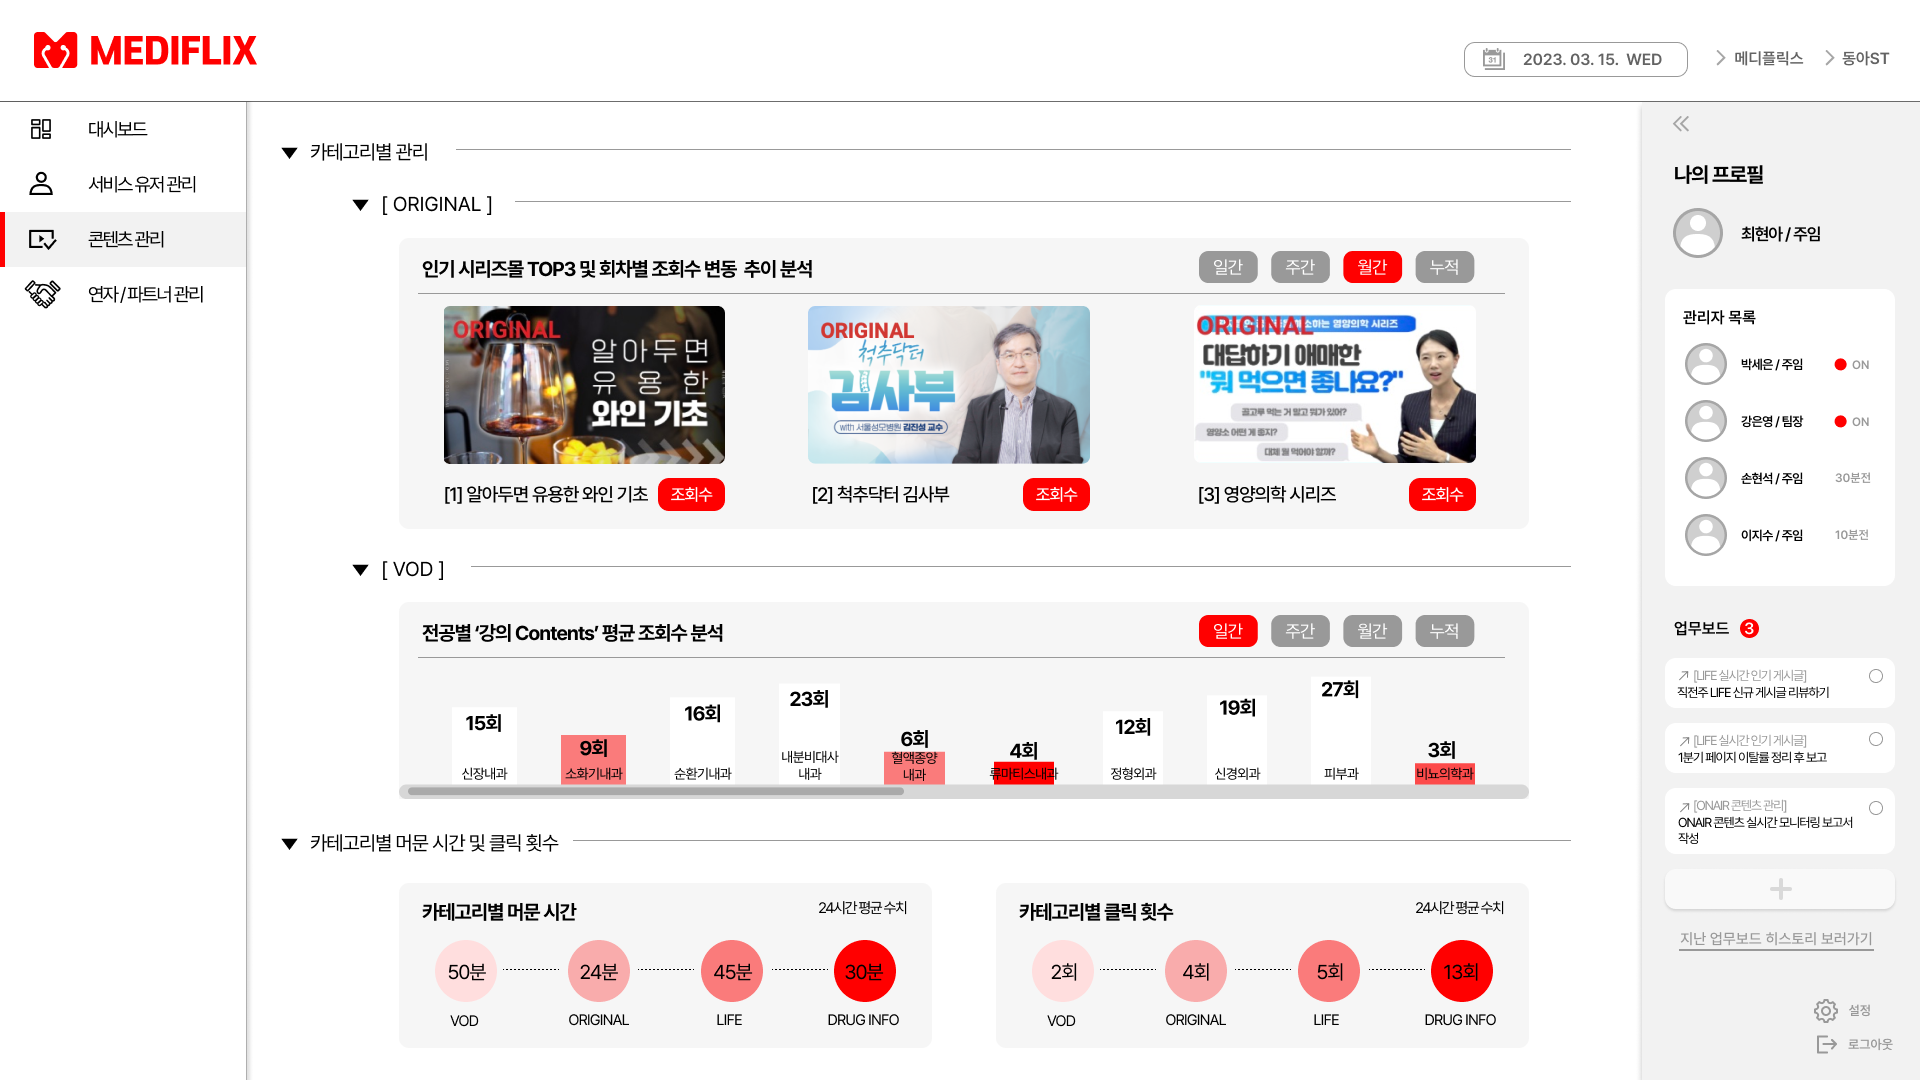 MEDIFLIX
31
2023. 03. 15. WED
메디플릭스
동아ST
대시보드
서비스 유저 관리
콘텐츠 관리
연자 / 파트너 관리
카테고리별 관리
[ ORIGINAL ]
인기 시리즈물 TOP3 및 회차별 조회수 변동 추이 분석
일간
주간
월간
누적
ORIGINAL
알아두면
유용한
와인 기초
ORIGINAL
척추닥터
김사부
with 서울성모병원 김진성 교수
ORIGINAL
소하는 영양의학 시리즈
대답하기 애매한
"뭐 먹으면 좋나요?"
골고루 먹는 거 말고 뭐가 있어?
영양소 어떤 게 좋지?
대체 뭘 먹어야 할까?
[1] 알아두면 유용한 와인 기초
조회수
[2] 척추닥터 김사부
조회수
[3] 영양의학 시리즈
조회수
[ VOD ]
전공별 ‘강의 Contents’ 평균 조회수 분석
일간
주간
월간
누적
15회
신장내과
9회
소화기내과
16회
순환기내과
23회
내분비대사
내과
6회
혈액종양
내과
4회
류마티스내과
12회
정형외과
19회
신경외과
27회
피부과
3회
비뇨의학과
카테고리별 머문 시간 및 클릭 횟수
카테고리별 머문 시간
24시간 평균 수치
50분
24분
45분
30분
VOD
ORIGINAL
LIFE
DRUG INFO
카테고리별 클릭 횟수
24시간 평균 수치
2회
4회
5회
13회
VOD
ORIGINAL
LIFE
DRUG INFO
나의 프로필
최현아 / 주임
관리자 목록
박세은 / 주임
ON
강은영 / 팀장
ON
손현석 / 주임
30분전
이지수 / 주임
10분전
업무보드
3
[LIFE 실시간 인기 게시글]
직전주 LIFE 신규 게시글 리뷰하기
[LIFE 실시간 인기 게시글]
1분기 페이지 이탈률 정리 후 보고
[ONAIR 콘텐츠 관리]
ONAIR 콘텐츠 실시간 모니터링 보고서
작성
지난 업무보드 히스토리 보러가기
설정
로그아웃